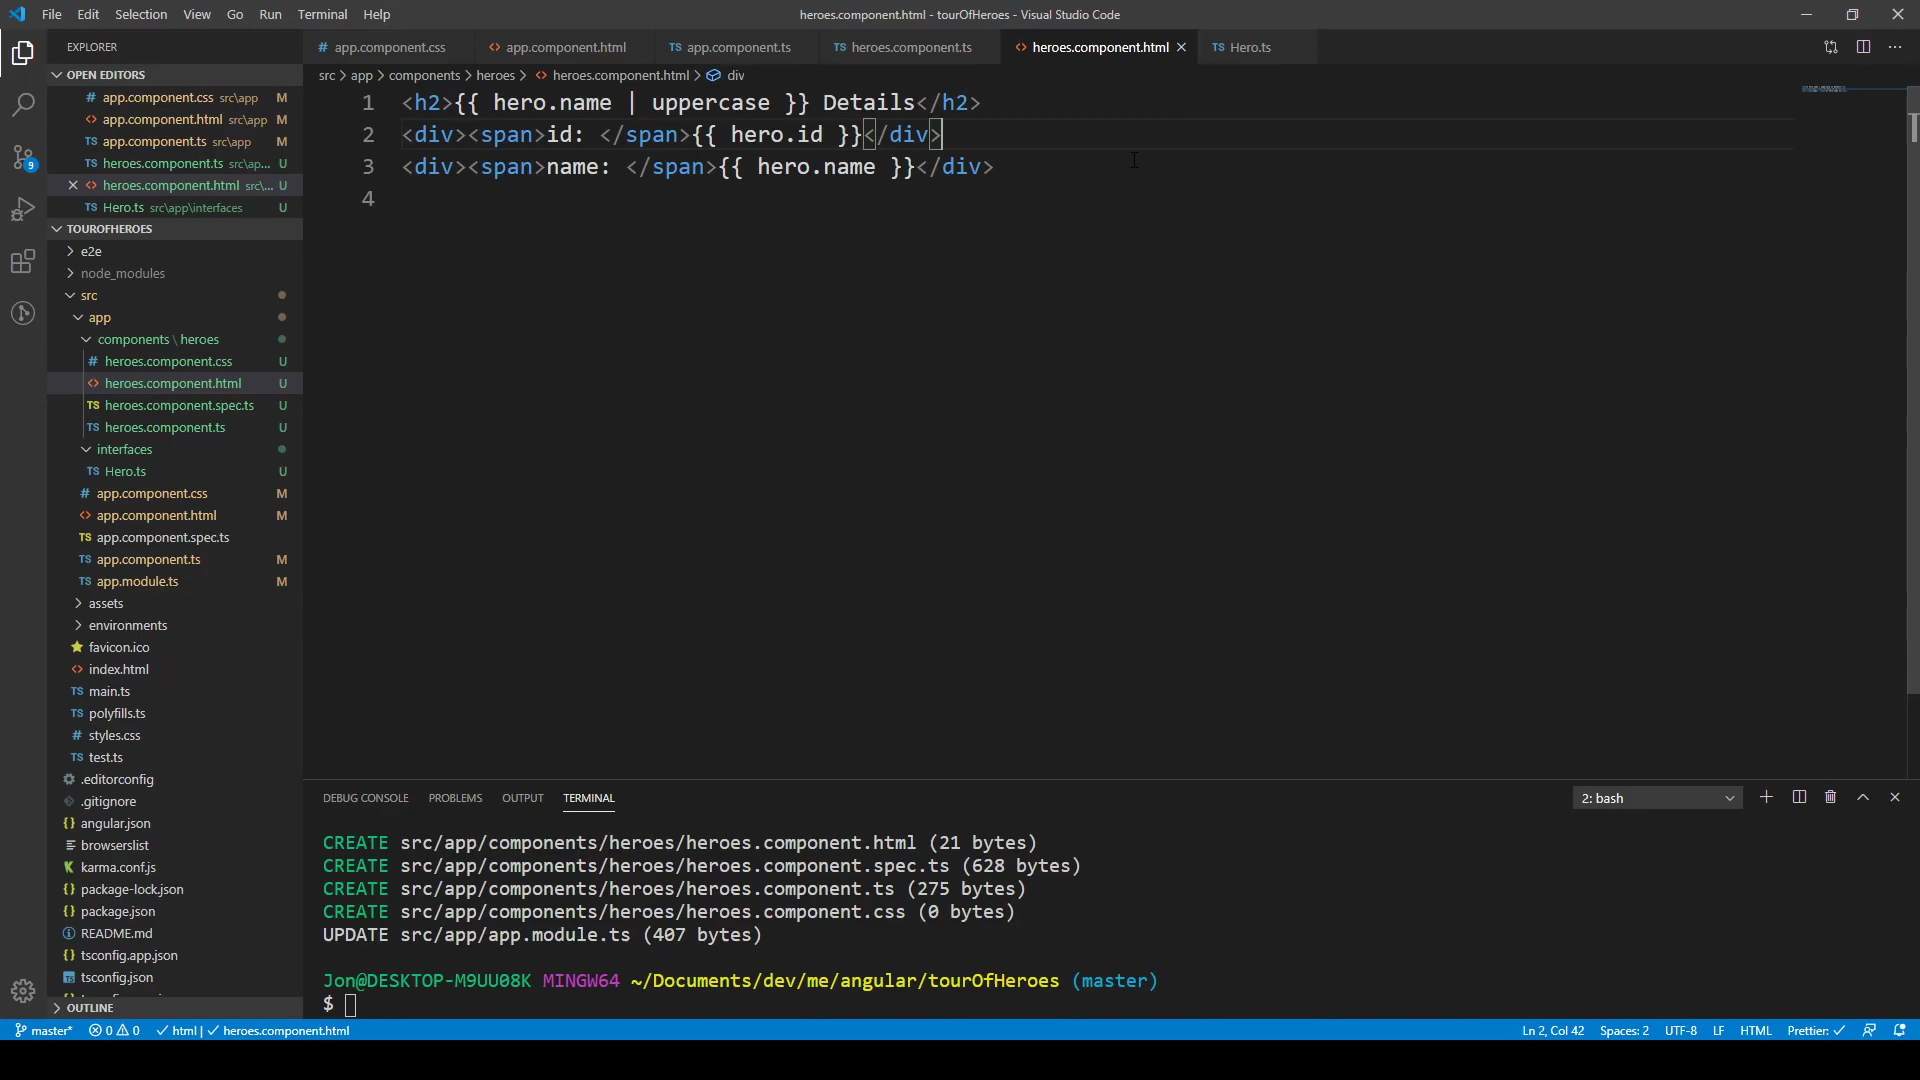 File Edit Selection View Go Run Terminal Help
heroes.component.html - tourOfHeroes - Visual Studio Code
EXPLORER
OPEN EDITORS
# app.component.css src\app M
<> app.component.html src\app M
TS app.component.ts src\app M
TS heroes.component.ts src\ap... U
<> heroes.component.html src\... U
TS Hero.ts src\app\interfaces U
TOUROFHEROES
e2e
node_modules
src
app
components \ heroes
# heroes.component.css U
<> heroes.component.html U
TS heroes.component.spec.ts U
TS heroes.component.ts U
interfaces
TS Hero.ts U
# app.component.css M
<> app.component.html M
TS app.component.spec.ts
TS app.component.ts M
TS app.module.ts M
assets
environments
favicon.ico
<> index.html
TS main.ts
TS polyfills.ts
# styles.css
TS test.ts
.editorconfig
.gitignore
{} angular.json
browserslist
karma.conf.js
{} package-lock.json
{} package.json
README.md
{} tsconfig.app.json
TS tsconfig.json
OUTLINE
9
# app.component.css
<> app.component.html
TS app.component.ts
TS heroes.component.ts
<> heroes.component.html
TS Hero.ts
src > app > components > heroes > <> heroes.component.html > div
1 <h2>{{ hero.name | uppercase }} Details</h2>
2 <div><span>id: </span>{{ hero.id }}</div>
3 <div><span>name: </span>{{ hero.name }}</div>
4
DEBUG CONSOLE PROBLEMS OUTPUT TERMINAL
2: bash
CREATE src/app/components/heroes/heroes.component.html (21 bytes)
CREATE src/app/components/heroes/heroes.component.spec.ts (628 bytes)
CREATE src/app/components/heroes/heroes.component.ts (275 bytes)
CREATE src/app/components/heroes/heroes.component.css (0 bytes)
UPDATE src/app/app.module.ts (407 bytes)
Jon@DESKTOP-M9UU08K MINGW64 ~/Documents/dev/me/angular/tourOfHeroes (master)
$
master* 0 0 html | heroes.component.html
Ln 2, Col 42 Spaces: 2 UTF-8 LF HTML Prettier: